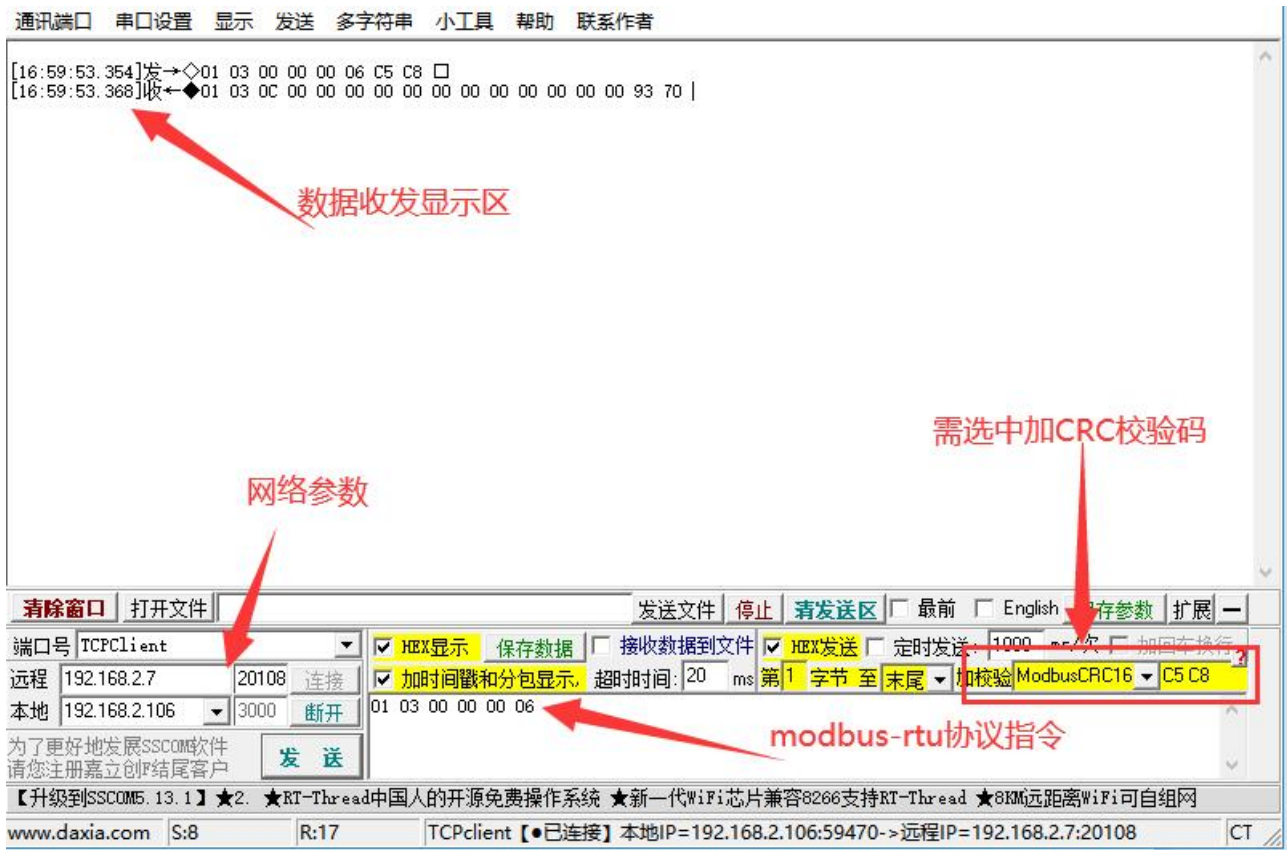 通讯端口 串口设置 显示 发送 多字符串 小工具 帮助 联系作者
[16:59:53.354]发→◇01 03 00 00 00 06 C5 C8 □
[16:59:53.368]收←◆01 03 0C 00 00 00 00 00 00 00 00 00 00 00 00 93 70
数据收发显示区
需选中加CRC校验码
网络参数
清除窗口 打开文件 发送文件 停止 清发送区 最前 English 存参数 扩展 —
端口号 TCPClient HEX显示 保存数据 接收数据到文件 HEX发送 定时发送: 1000 ms/次 加回车换行
远程 192.168.2.7 20108 连接 加时间戳和分包显示, 超时时间: 20 ms 第 1 字节 至 末尾 加校验 ModbusCRC16 C5 C8 ?
本地 192.168.2.106 3000 断开 01 03 00 00 00 06
modbus-rtu协议指令
为了更好地发展SSCOM软件
请您注册嘉立创F结尾客户
发 送
【升级到SSCOM5.13.1】★2. ★RT-Thread中国人的开源免费操作系统 ★新一代WiFi芯片兼容8266支持RT-Thread ★8KM远距离WiFi可自组网
www.daxia.com S:8 R:17 TCPclient【●已连接】本地IP=192.168.2.106:59470->远程IP=192.168.2.7:20108 CT